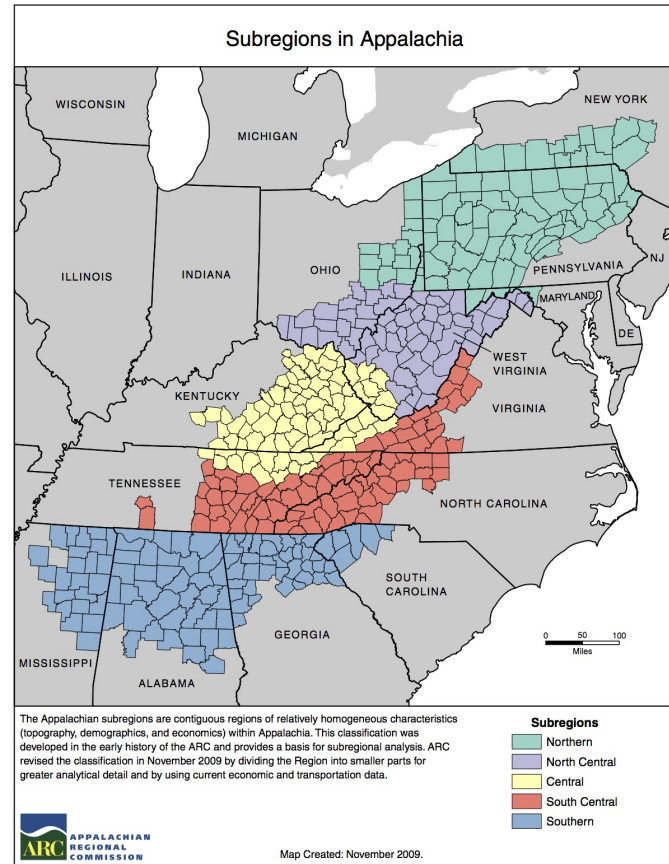 Subregions in Appalachia
WISCONSIN
NEW YORK
MICHIGAN
ILLINOIS
INDIANA
OHIO
PENNSYLVANIA
NJ
MARYLAND
DE
WEST
VIRGINIA
KENTUCKY
VIRGINIA
TENNESSEE
NORTH CAROLINA
SOUTH
CAROLINA
GEORGIA
MISSISSIPPI
ALABAMA
0 50 100
Miles
The Appalachian subregions are contiguous regions of relatively homogeneous characteristics
(topography, demographics, and economics) within Appalachia. This classification was
developed in the early history of the ARC and provides a basis for subregional analysis. ARC
revised the classification in November 2009 by dividing the Region into smaller parts for
greater analytical detail and by using current economic and transportation data.
Subregions
Northern
North Central
Central
South Central
Southern
ARC
APPALACHIAN
REGIONAL
COMMISSION
Map Created: November 2009.